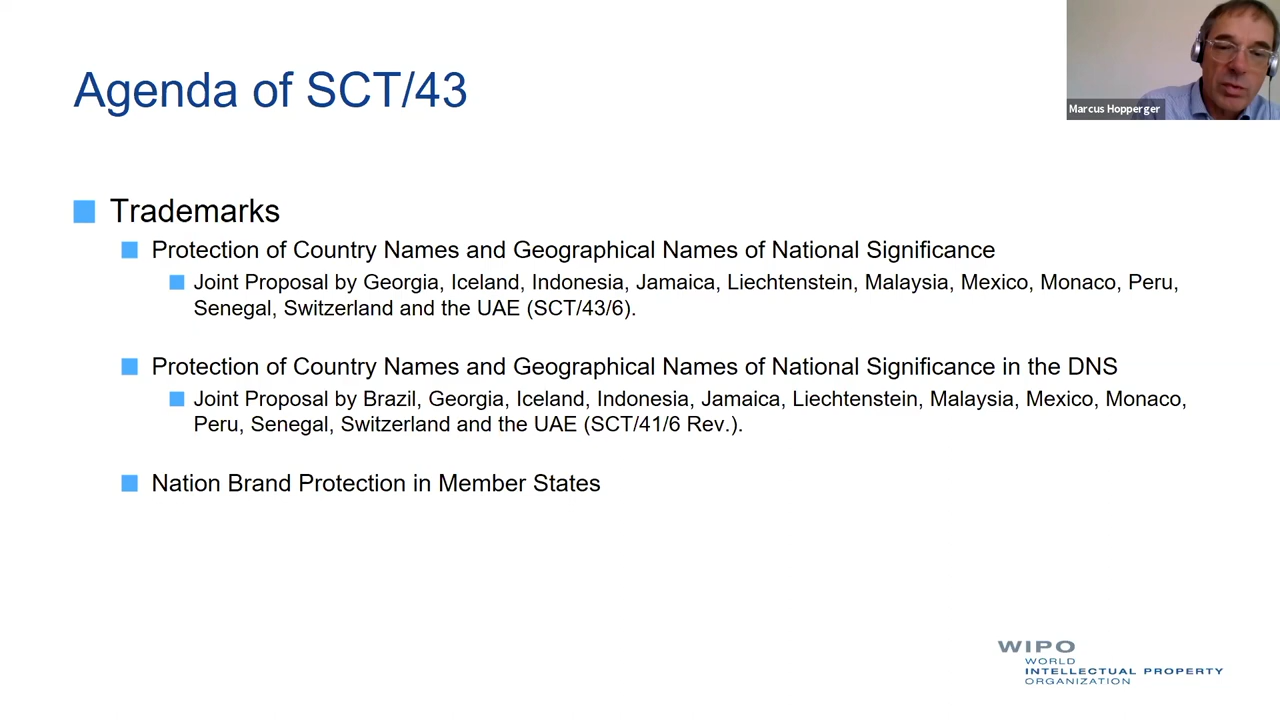 Agenda of SCT/43
Marcus Hopperger
Trademarks
Protection of Country Names and Geographical Names of National Significance
Joint Proposal by Georgia, Iceland, Indonesia, Jamaica, Liechtenstein, Malaysia, Mexico, Monaco, Peru,
Senegal, Switzerland and the UAE (SCT/43/6).
Protection of Country Names and Geographical Names of National Significance in the DNS
Joint Proposal by Brazil, Georgia, Iceland, Indonesia, Jamaica, Liechtenstein, Malaysia, Mexico, Monaco,
Peru, Senegal, Switzerland and the UAE (SCT/41/6 Rev.).
Nation Brand Protection in Member States
WIPO
WORLD
INTELLECTUAL PROPERTY
ORGANIZATION